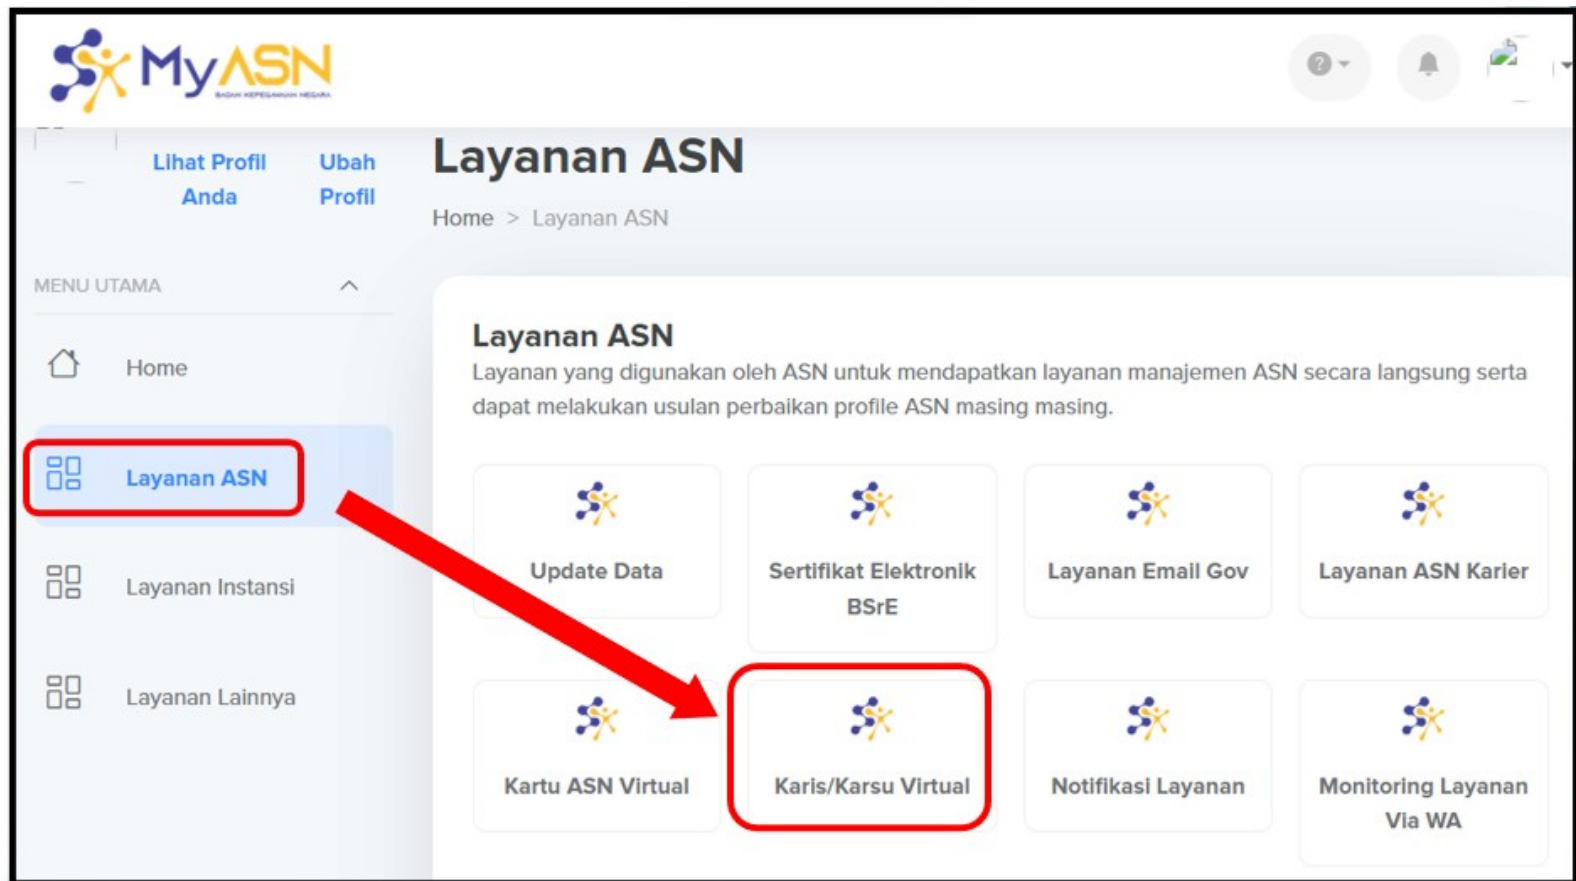 MyASN
BADAN KEPEGAWAIAN NEGARA
Lihat Profil Anda
Ubah Profil
Layanan ASN
Home > Layanan ASN
MENU UTAMA
Home
Layanan ASN
Layanan Instansi
Layanan Lainnya
Layanan ASN
Layanan yang digunakan oleh ASN untuk mendapatkan layanan manajemen ASN secara langsung serta
dapat melakukan usulan perbaikan profile ASN masing masing.
Update Data
Sertifikat Elektronik
BSrE
Layanan Email Gov
Layanan ASN Karier
Kartu ASN Virtual
Karis/Karsu Virtual
Notifikasi Layanan
Monitoring Layanan
Via WA